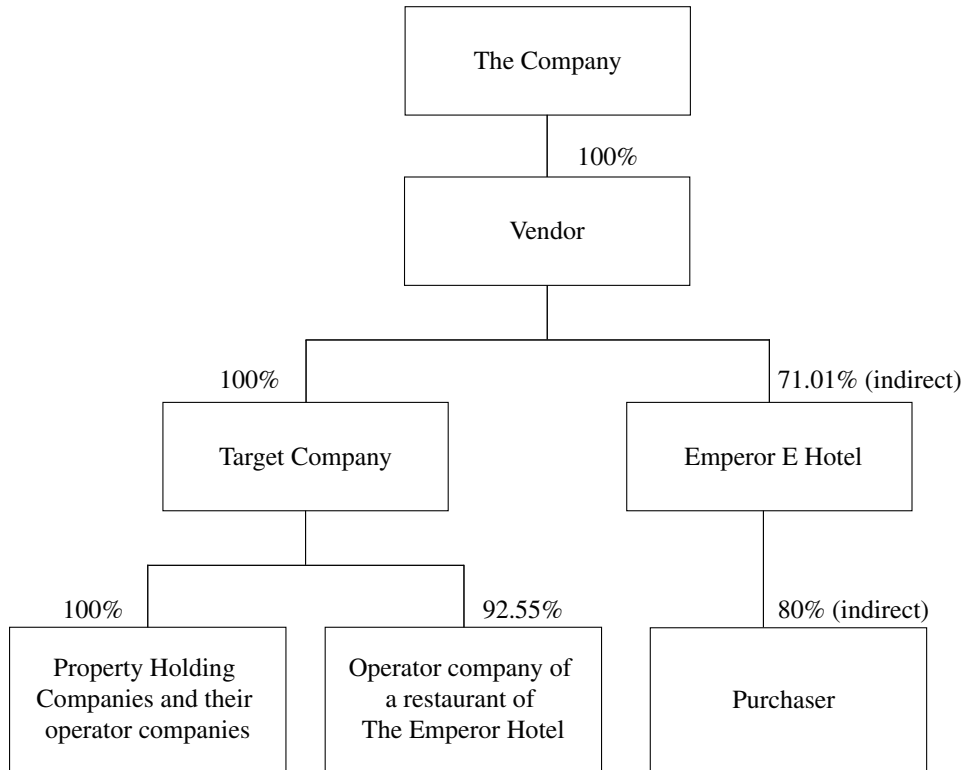 The Company
100%
Vendor
100%
71.01% (indirect)
Target Company
Emperor E Hotel
100%
92.55%
80% (indirect)
Property Holding
Companies and their
operator companies
Operator company of
a restaurant of
The Emperor Hotel
Purchaser